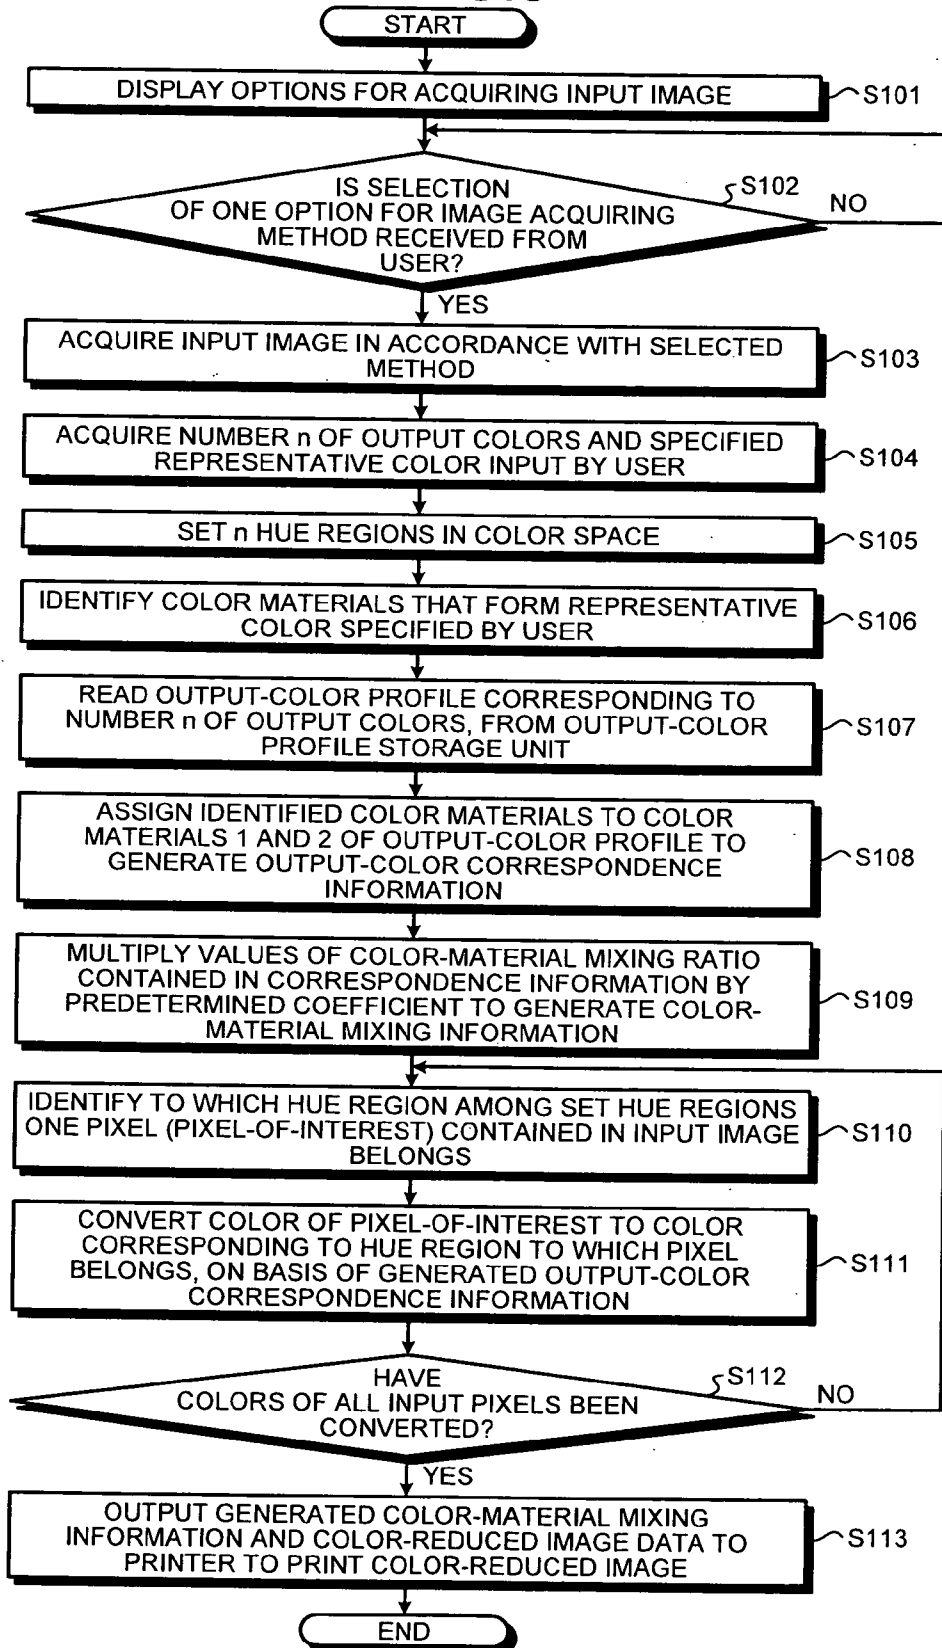 START
DISPLAY OPTIONS FOR ACQUIRING INPUT IMAGE
S101
IS SELECTION
OF ONE OPTION FOR IMAGE ACQUIRING
METHOD RECEIVED FROM
USER?
S102
NO
YES
ACQUIRE INPUT IMAGE IN ACCORDANCE WITH SELECTED
METHOD
S103
ACQUIRE NUMBER n OF OUTPUT COLORS AND SPECIFIED
REPRESENTATIVE COLOR INPUT BY USER
S104
SET n HUE REGIONS IN COLOR SPACE
S105
IDENTIFY COLOR MATERIALS THAT FORM REPRESENTATIVE
COLOR SPECIFIED BY USER
S106
READ OUTPUT-COLOR PROFILE CORRESPONDING TO
NUMBER n OF OUTPUT COLORS, FROM OUTPUT-COLOR
PROFILE STORAGE UNIT
S107
ASSIGN IDENTIFIED COLOR MATERIALS TO COLOR
MATERIALS 1 AND 2 OF OUTPUT-COLOR PROFILE TO
GENERATE OUTPUT-COLOR CORRESPONDENCE
INFORMATION
S108
MULTIPLY VALUES OF COLOR-MATERIAL MIXING RATIO
CONTAINED IN CORRESPONDENCE INFORMATION BY
PREDETERMINED COEFFICIENT TO GENERATE COLOR-
MATERIAL MIXING INFORMATION
S109
IDENTIFY TO WHICH HUE REGION AMONG SET HUE REGIONS
ONE PIXEL (PIXEL-OF-INTEREST) CONTAINED IN INPUT IMAGE
BELONGS
S110
CONVERT COLOR OF PIXEL-OF-INTEREST TO COLOR
CORRESPONDING TO HUE REGION TO WHICH PIXEL
BELONGS, ON BASIS OF GENERATED OUTPUT-COLOR
CORRESPONDENCE INFORMATION
S111
HAVE
COLORS OF ALL INPUT PIXELS BEEN
CONVERTED?
S112
NO
YES
OUTPUT GENERATED COLOR-MATERIAL MIXING
INFORMATION AND COLOR-REDUCED IMAGE DATA TO
PRINTER TO PRINT COLOR-REDUCED IMAGE
S113
END